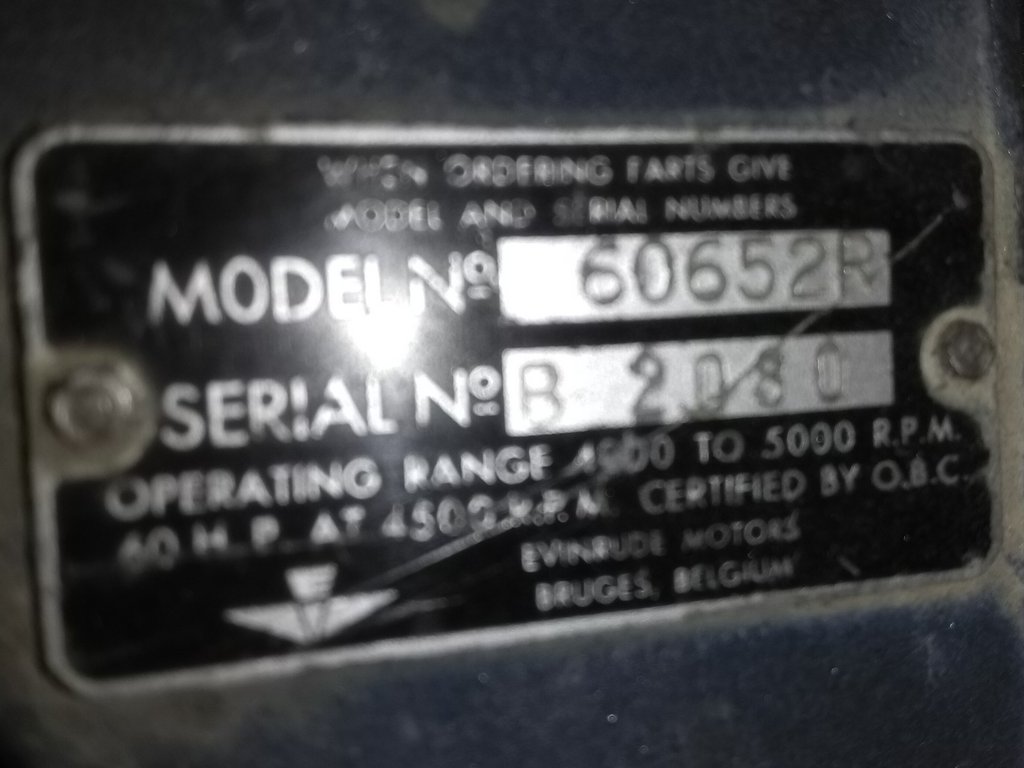 WHEN ORDERING PARTS GIVE
MODEL AND SERIAL NUMBERS
MODEL Nº 60652R
SERIAL Nº B 2080
OPERATING RANGE 4000 TO 5000 R.P.M.
60 H.P. AT 4500 R.P.M. CERTIFIED BY O.B.C.
EVINRUDE MOTORS
BRUGES, BELGIUM